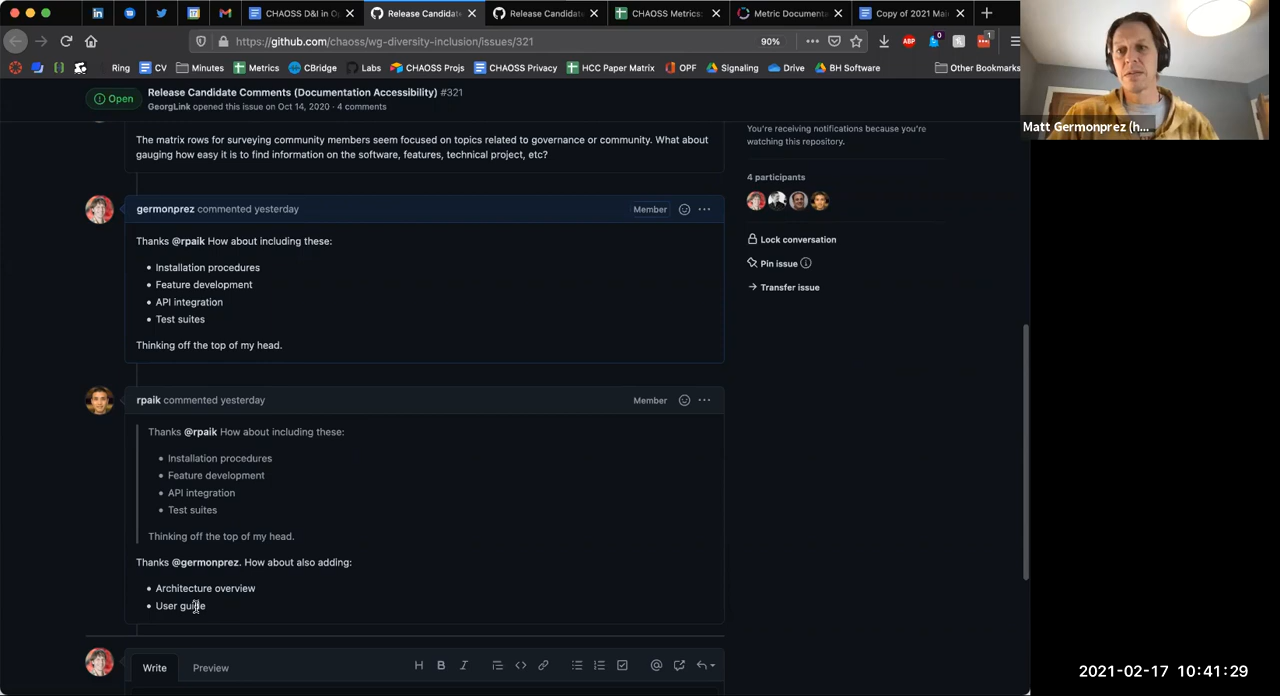 CHAOSS D&I in O
Release Candidat
Release Candidat
CHAOSS Metrics:
Metric Documenta
Copy of 2021 Mai
https://github.com/chaoss/wg-diversity-inclusion/issues/321
90%
ABP
0
1
Ring
CV
Minutes
Metrics
CBridge
Labs
CHAOSS Projs
CHAOSS Privacy
HCC Paper Matrix
OPF
Signaling
Drive
BH Software
Other Bookmarks
Matt Germonprez (h...
Open
Release Candidate Comments (Documentation Accessibility) #321
GeorgLink opened this issue on Oct 14, 2020 · 4 comments
The matrix rows for surveying community members seem focused on topics related to governance or community. What about
gauging how easy it is to find information on the software, features, technical project, etc?
germonprez commented yesterday
Member
Thanks @rpaik How about including these:
• Installation procedures
• Feature development
• API integration
• Test suites
Thinking off the top of my head.
rpaik commented yesterday
Member
Thanks @rpaik How about including these:
• Installation procedures
• Feature development
• API integration
• Test suites
Thinking off the top of my head.
Thanks @germonprez. How about also adding:
• Architecture overview
• User guide
Write
Preview
H B I
You're receiving notifications because you're
watching this repository.
4 participants
Lock conversation
Pin issue
Transfer issue
2021-02-17 10:41:29